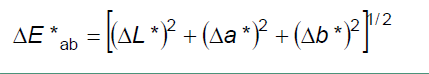 ΔE*ab = [(ΔL*)² + (Δa*)² + (Δb*)²]1/2